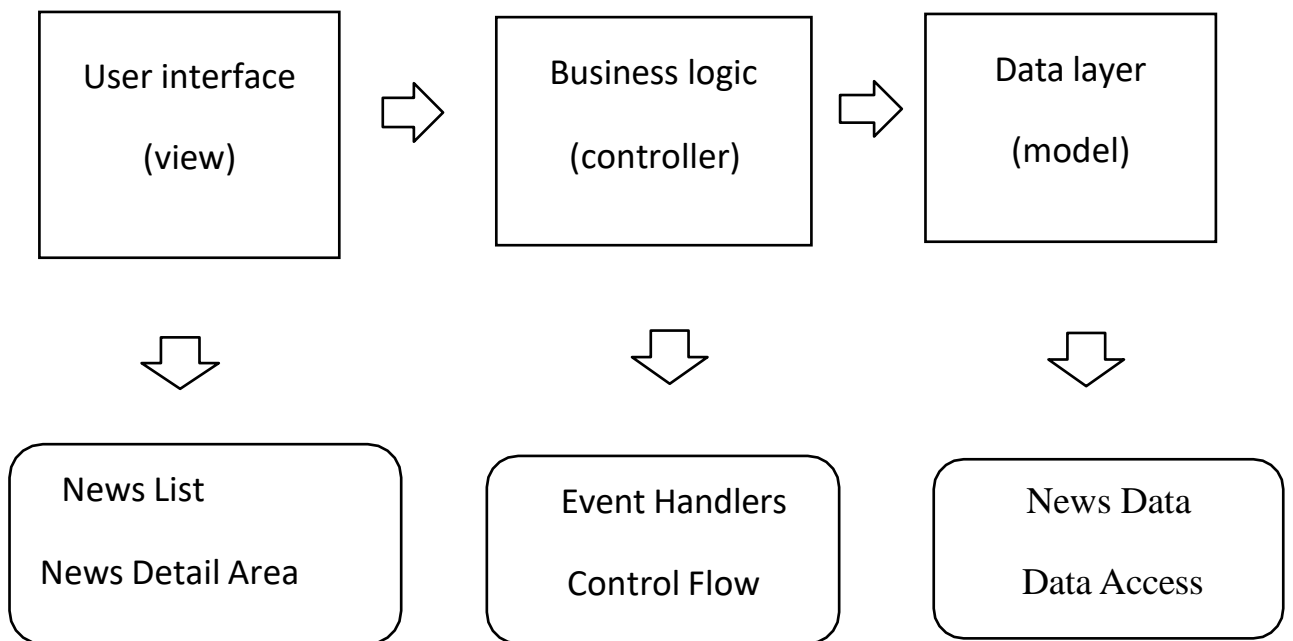 User interface
(view)
Business logic
(controller)
Data layer
(model)
News List
News Detail Area
Event Handlers
Control Flow
News Data
Data Access